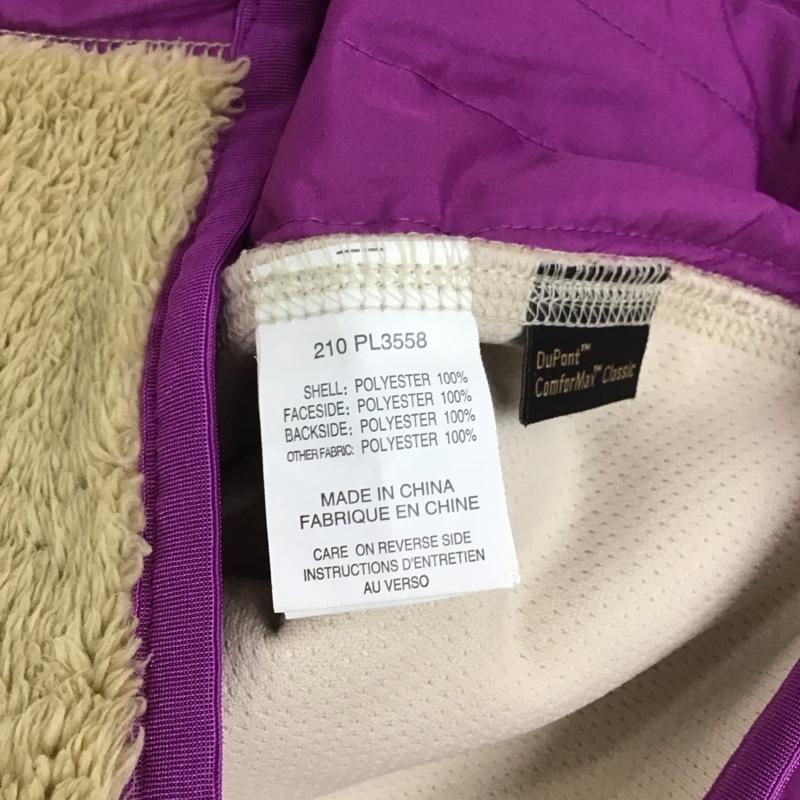 210 PL3558
SHELL: POLYESTER 100%
FACESIDE: POLYESTER 100%
BACKSIDE: POLYESTER 100%
OTHER FABRIC: POLYESTER 100%
MADE IN CHINA
FABRIQUE EN CHINE
CARE ON REVERSE SIDE
INSTRUCTIONS D'ENTRETIEN
AU VERSO
DuPont™
ComforMax™ Classic